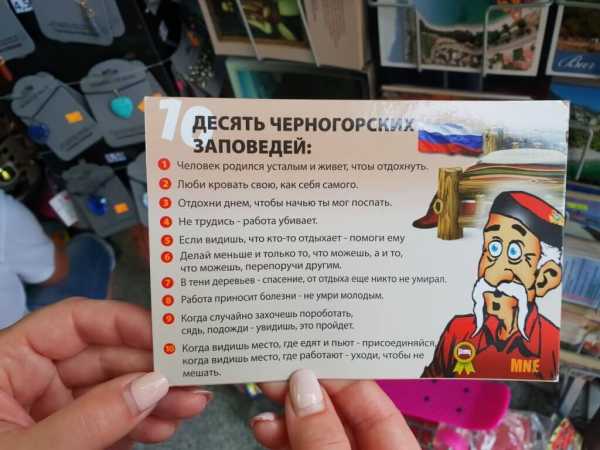 10
ДЕСЯТЬ ЧЕРНОГОРСКИХ
ЗАПОВЕДЕЙ:
1 Человек родился усталым и живет, чтоы отдохнуть.
2 Люби кровать свою, как себя самого.
3 Отдохни днем, чтобы начью ты мог поспать.
4 Не трудись - работа убивает.
5 Если видишь, что кто-то отдыхает - помоги ему
6 Делай меньше и только то, что можешь, а и то,
что можешь, перепоручи другим.
7 В тени деревьев - спасение, от отдыха еще никто не умирал.
8 Работа приносит болезни - не умри молодым.
9 Когда случайно захочешь пороботать,
сядь, подожди - увидишь, это пройдет.
10 Когда видишь место, где едят и пьют - присоединяйся,
когда видишь место, где работают - уходи, чтобы не
мешать.
MNE
Bar